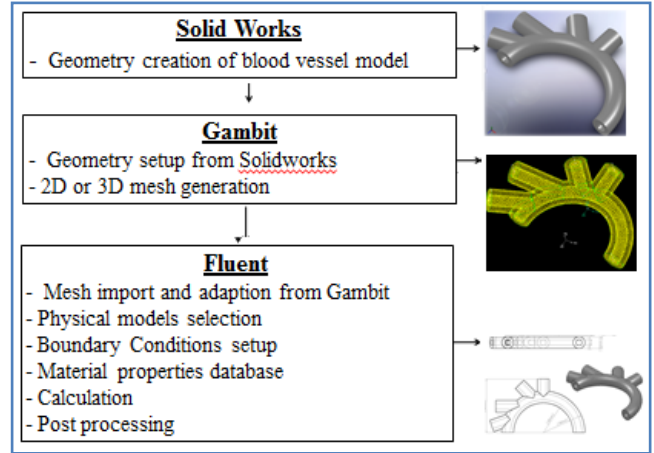 Solid Works
- Geometry creation of blood vessel model
Gambit
- Geometry setup from Solidworks
- 2D or 3D mesh generation
Fluent
- Mesh import and adaption from Gambit
- Physical models selection
- Boundary Conditions setup
- Material properties database
- Calculation
- Post processing